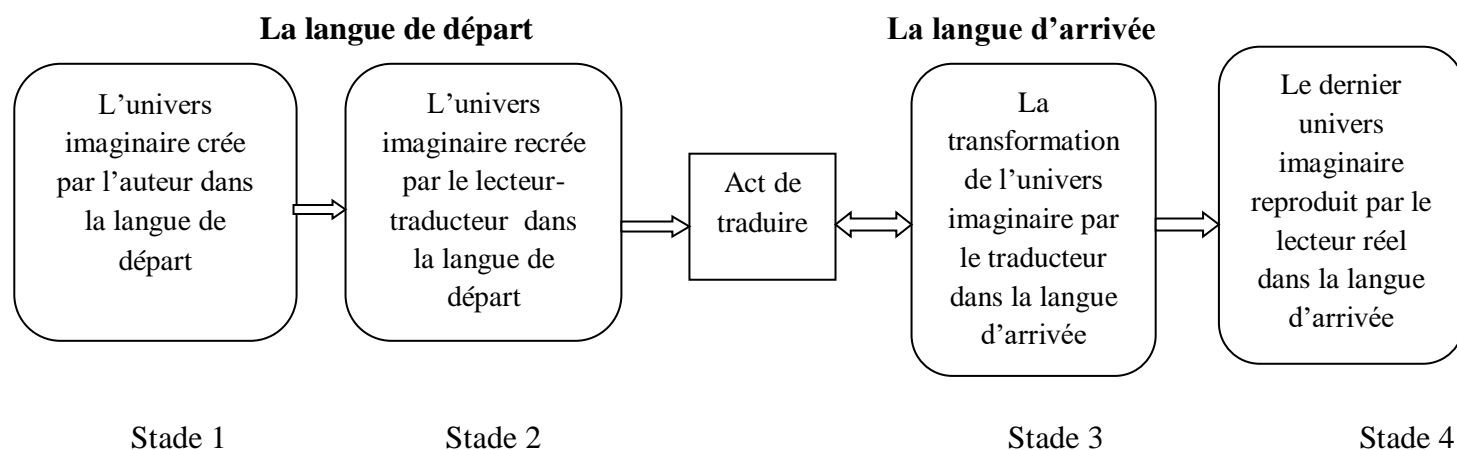 La langue de départ
La langue d’arrivée
L’univers
imaginaire crée
par l’auteur dans
la langue de
départ
L’univers
imaginaire recrée
par le lecteur-
traducteur dans
la langue de
départ
Act de
traduire
La
transformation
de l’univers
imaginaire par
le traducteur
dans la langue
d’arrivée
Le dernier
univers
imaginaire
reproduit par le
lecteur réel
dans la langue
d’arrivée
Stade 1
Stade 2
Stade 3
Stade 4